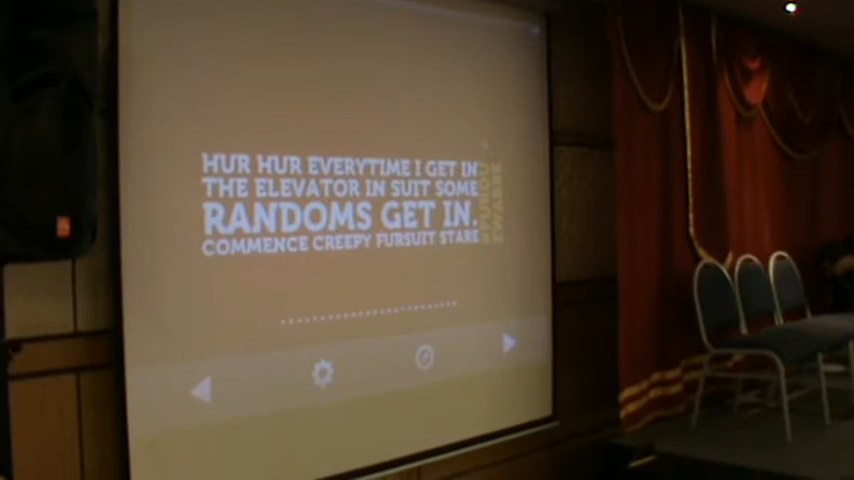 HUR HUR EVERYTIME I GET IN
THE ELEVATOR IN SUIT SOME
RANDOMS GET IN.
COMMENCE CREEPY FURSUIT STARE